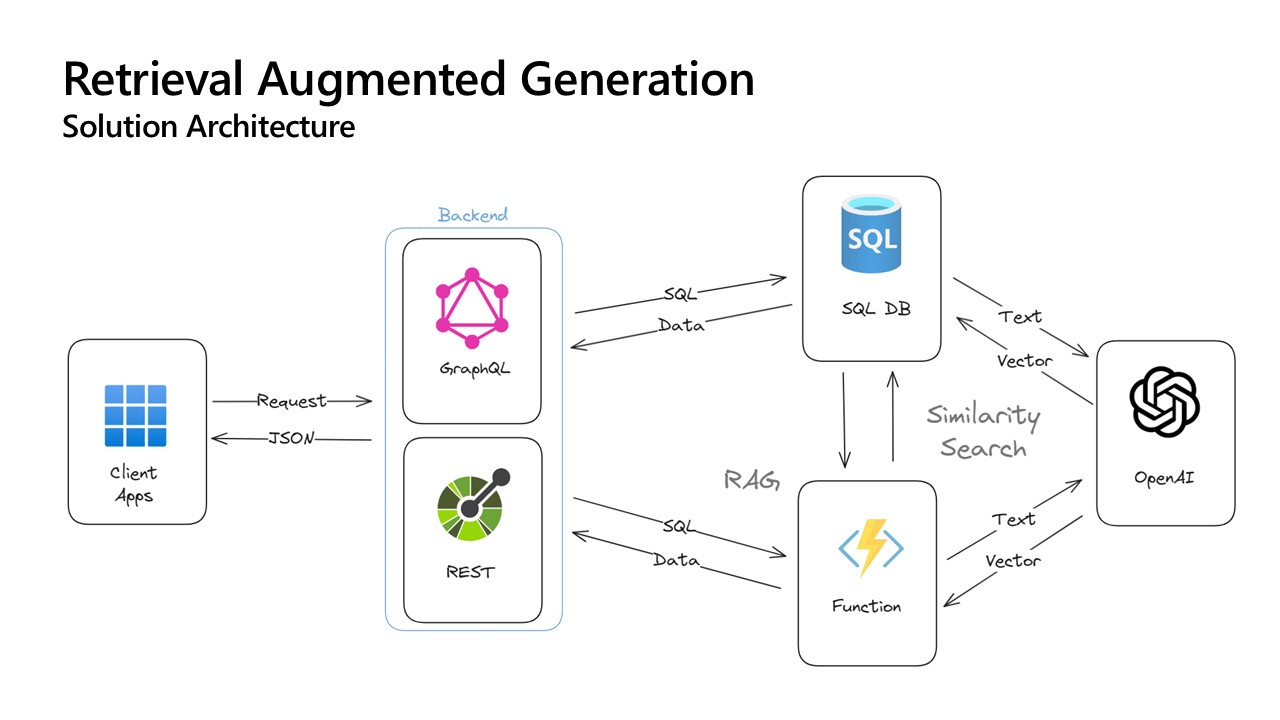 Retrieval Augmented Generation
Solution Architecture
Backend
GraphQL
REST
Client
Apps
Request
JSON
SQL
Data
SQL
Data
SQL
SQL DB
Text
Vector
Similarity
Search
RAG
Function
Text
Vector
OpenAI